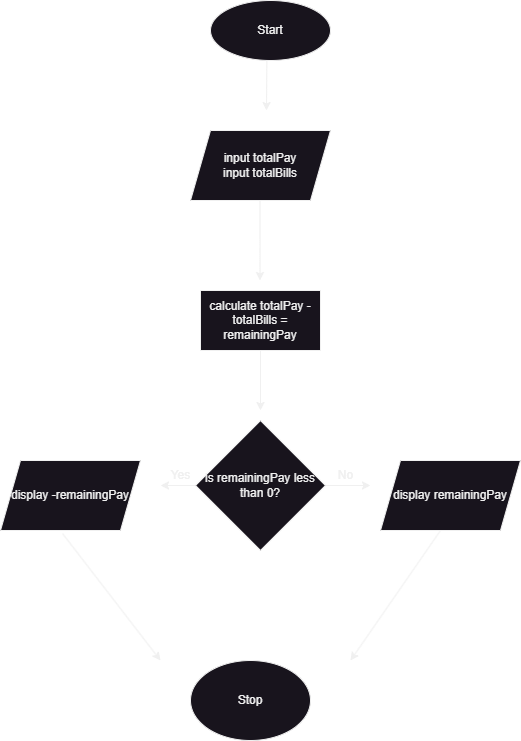 Start
input totalPay
input totalBills
calculate totalPay -
totalBills =
remainingPay
Yes
is remainingPay less
than 0?
No
display -remainingPay
display remainingPay
Stop